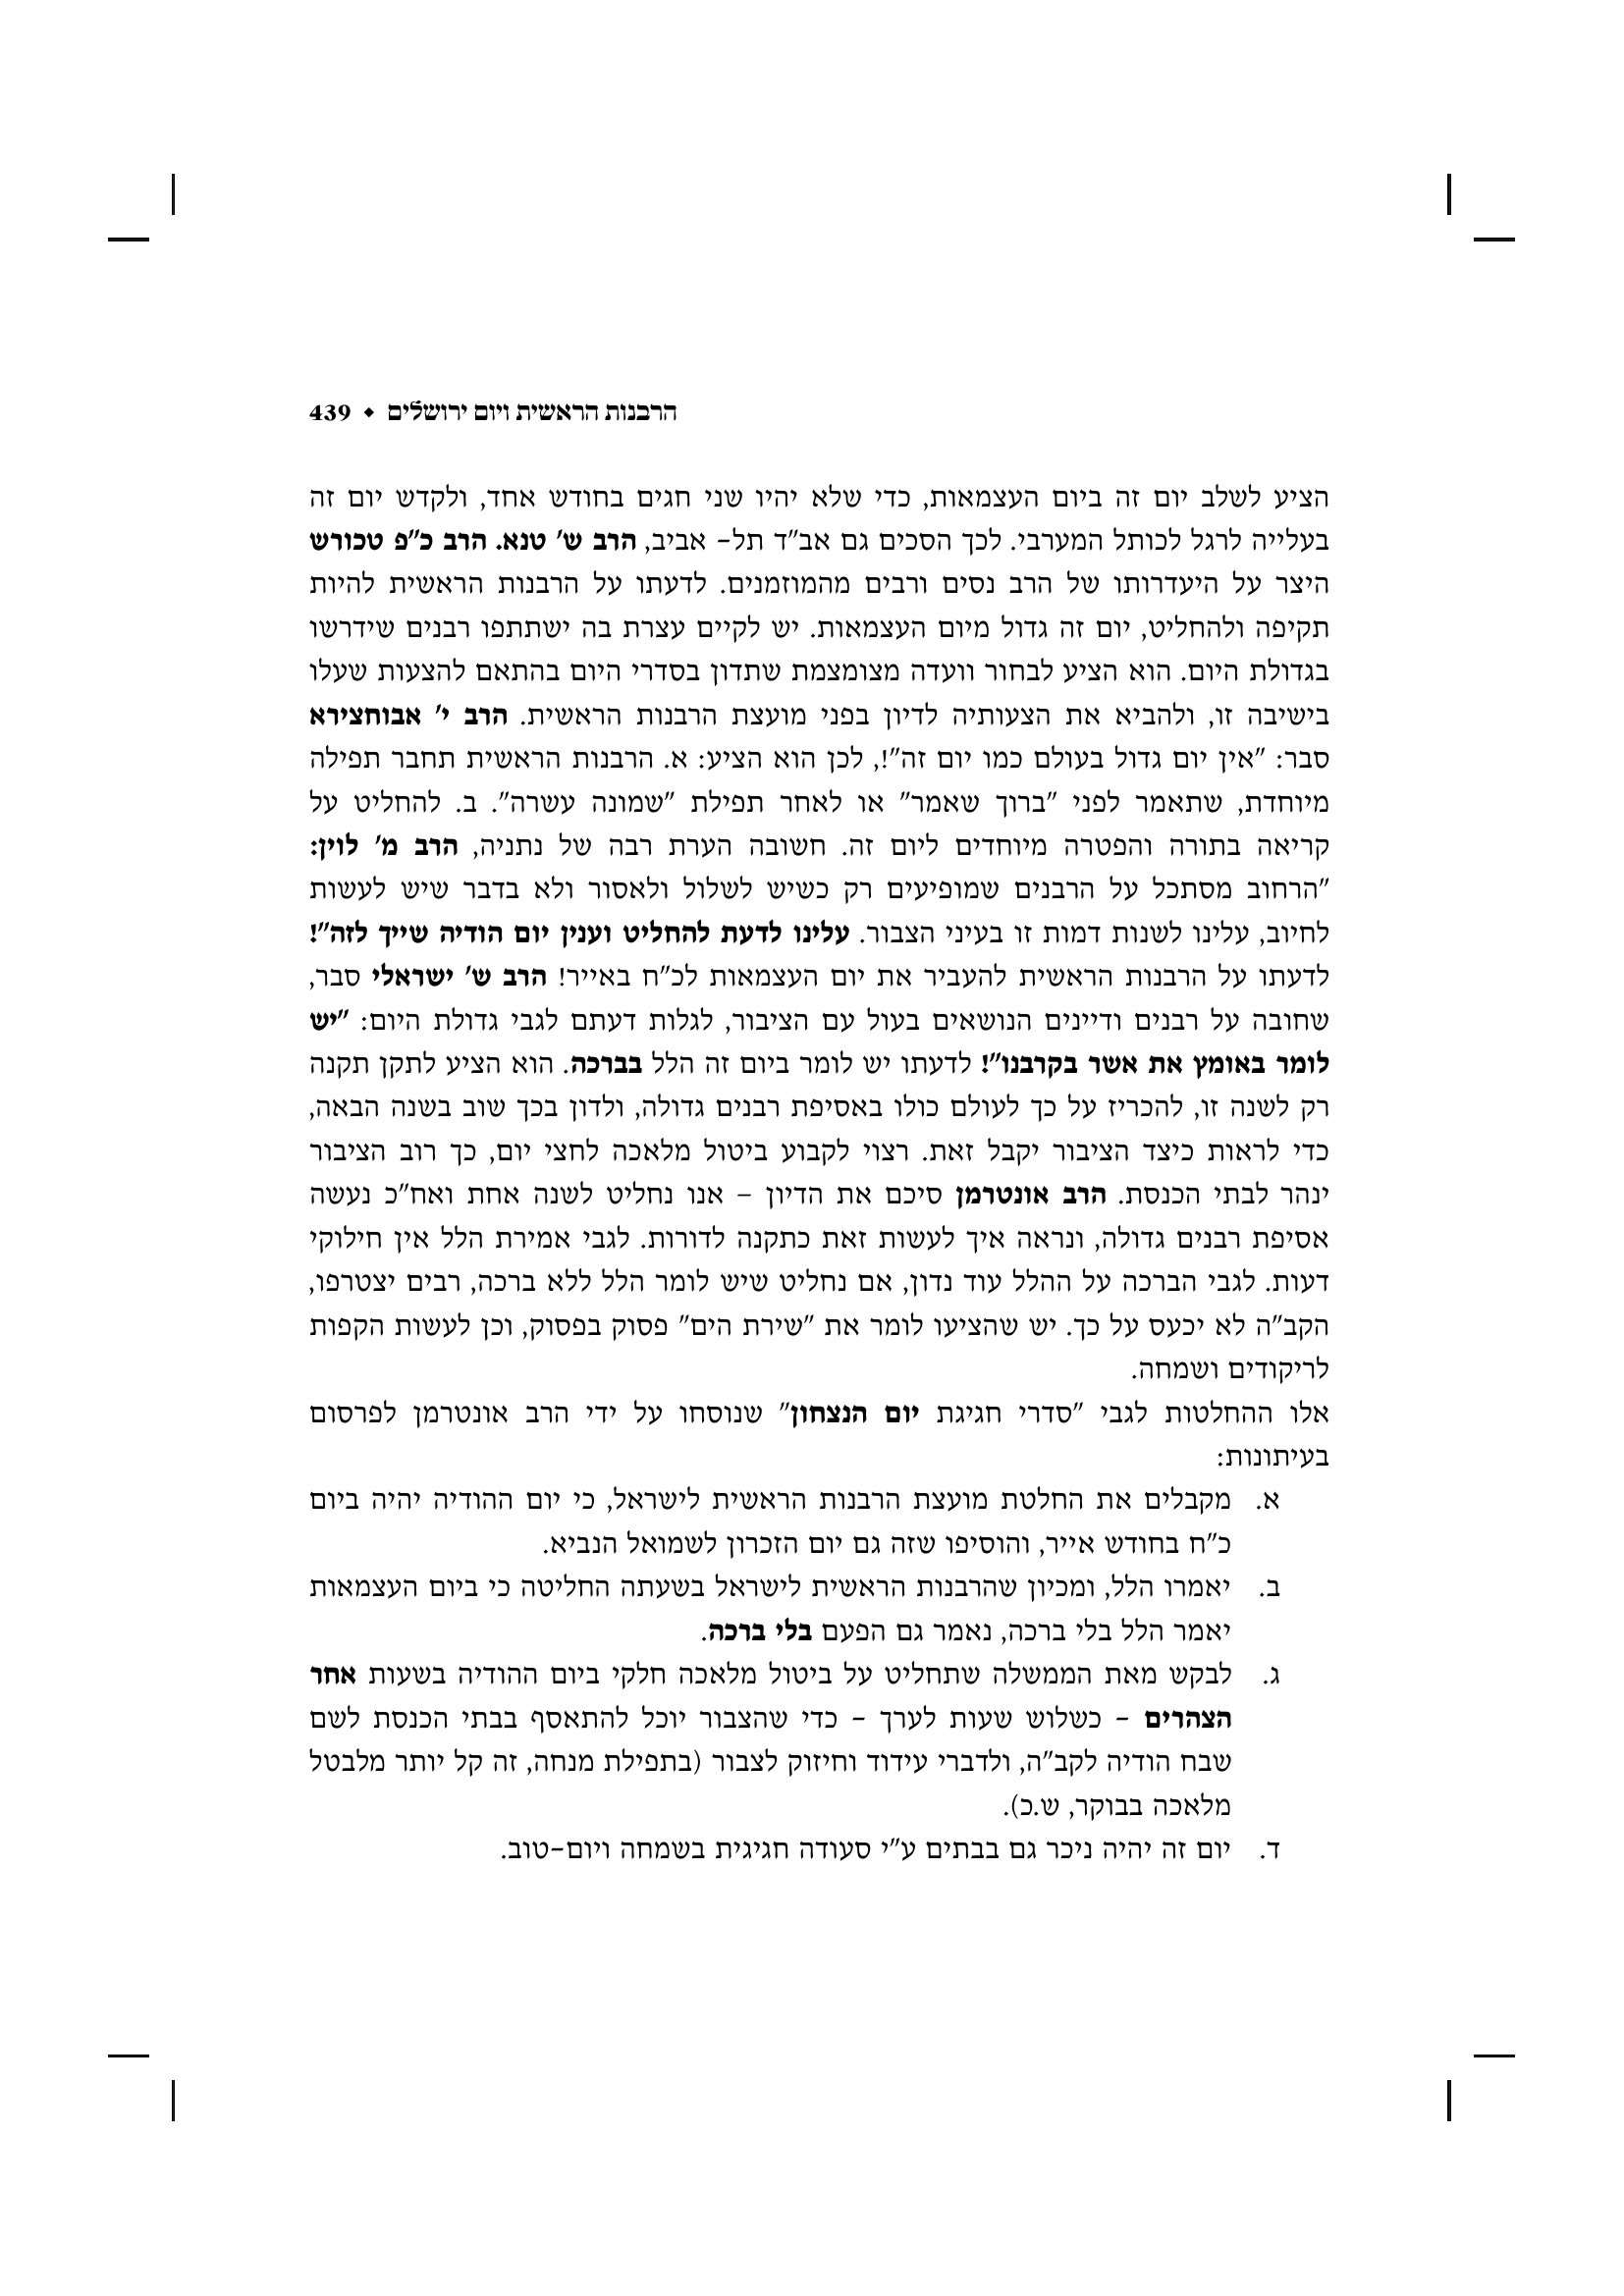 הרבנות הראשית ויום ירושלים ◆ 439
הציע לשלב יום זה ביום העצמאות, כדי שלא יהיו שני חגים בחודש אחד, ולקדש יום זה
בעלייה לרגל לכותל המערבי. לכך הסכים גם אב"ד תל- אביב, הרב ש' טנא. הרב כ"פ טכורש
היצר על היעדרותו של הרב נסים ורבים מהמוזמנים. לדעתו על הרבנות הראשית להיות
תקיפה ולהחליט, יום זה גדול מיום העצמאות. יש לקיים עצרת בה ישתתפו רבנים שידרשו
בגדולת היום. הוא הציע לבחור וועדה מצומצמת שתדון בסדרי היום בהתאם להצעות שעלו
בישיבה זו, ולהביא את הצעותיה לדיון בפני מועצת הרבנות הראשית. הרב י' אבוחצירא
סבר: "אין יום גדול בעולם כמו יום זה"!, לכן הוא הציע: א. הרבנות הראשית תחבר תפילה
מיוחדת, שתאמר לפני "ברוך שאמר" או לאחר תפילת "שמונה עשרה". ב. להחליט על
קריאה בתורה והפטרה מיוחדים ליום זה. חשובה הערת רבה של נתניה, הרב מ' לוין:
"הרחוב מסתכל על הרבנים שמופיעים רק כשיש לשלול ולאסור ולא בדבר שיש לעשות
לחיוב, עלינו לשנות דמות זו בעיני הצבור. עלינו לדעת להחליט וענין יום הודיה שייך לזה"!
לדעתו על הרבנות הראשית להעביר את יום העצמאות לכ"ח באייר! הרב ש' ישראלי סבר,
שחובה על רבנים ודיינים הנושאים בעול עם הציבור, לגלות דעתם לגבי גדולת היום: "יש
לומר באומץ את אשר בקרבנו"! לדעתו יש לומר ביום זה הלל בברכה. הוא הציע לתקן תקנה
רק לשנה זו, להכריז על כך לעולם כולו באסיפת רבנים גדולה, ולדון בכך שוב בשנה הבאה,
כדי לראות כיצד הציבור יקבל זאת. רצוי לקבוע ביטול מלאכה לחצי יום, כך רוב הציבור
ינהר לבתי הכנסת. הרב אונטרמן סיכם את הדיון – אנו נחליט לשנה אחת ואח"כ נעשה
אסיפת רבנים גדולה, ונראה איך לעשות זאת כתקנה לדורות. לגבי אמירת הלל אין חילוקי
דעות. לגבי הברכה על ההלל עוד נדון, אם נחליט שיש לומר הלל ללא ברכה, רבים יצטרפו,
הקב"ה לא יכעס על כך. יש שהציעו לומר את "שירת הים" פסוק בפסוק, וכן לעשות הקפות
לריקודים ושמחה.
אלו ההחלטות לגבי "סדרי חגיגת יום הנצחון" שנוסחו על ידי הרב אונטרמן לפרסום
בעיתונות:
א. מקבלים את החלטת מועצת הרבנות הראשית לישראל, כי יום ההודיה יהיה ביום
כ"ח בחודש אייר, והוסיפו שזה גם יום הזכרון לשמואל הנביא.
ב. יאמרו הלל, ומכיון שהרבנות הראשית לישראל בשעתה החליטה כי ביום העצמאות
יאמר הלל בלי ברכה, נאמר גם הפעם בלי ברכה.
ג. לבקש מאת הממשלה שתחליט על ביטול מלאכה חלקי ביום ההודיה בשעות אחר
הצהרים – כשלוש שעות לערך – כדי שהצבור יוכל להתאסף בבתי הכנסת לשם
שבח הודיה לקב"ה, ולדברי עידוד וחיזוק לצבור (בתפילת מנחה, זה קל יותר מלבטל
מלאכה בבוקר, ש.כ).
ד. יום זה יהיה ניכר גם בבתים ע"י סעודה חגיגית בשמחה ויום-טוב.